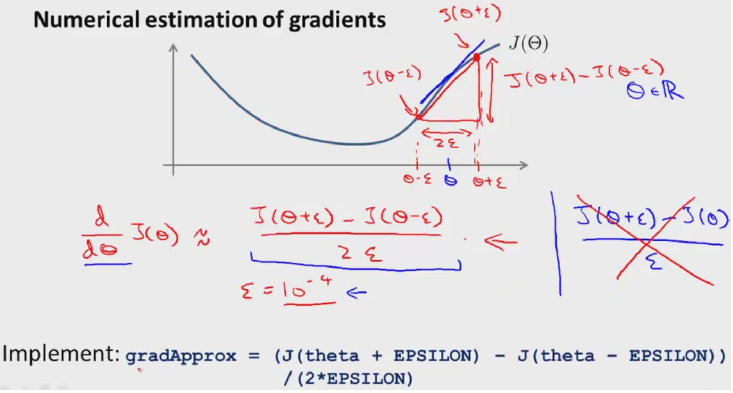 Numerical estimation of gradients
J(θ+ε)
J(Θ)
J(θ-ε)
J(θ+ε)-J(θ-ε)
θ∈ℝ
2ε
θ-ε θ θ+ε
d/dθ J(θ) ≈ (J(θ+ε) - J(θ-ε))/2ε ←
J(θ+ε) - J(θ)/ε
ε = 10^-4 ←
Implement: gradApprox = (J(theta + EPSILON) - J(theta - EPSILON))
/(2*EPSILON)